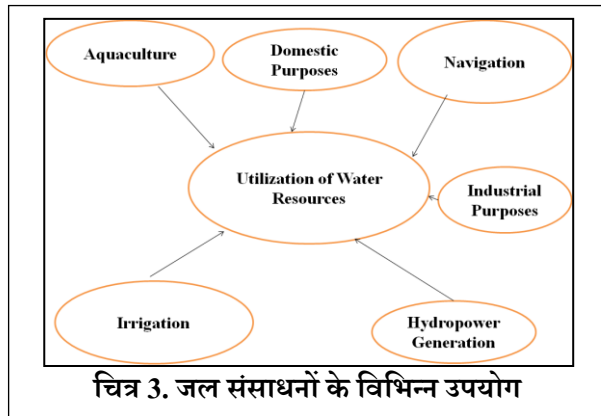 Aquaculture
Domestic
Purposes
Navigation
Utilization of Water
Resources
Industrial
Purposes
Irrigation
Hydropower
Generation
चित्र 3. जल संसाधनों के विभिन्न उपयोग